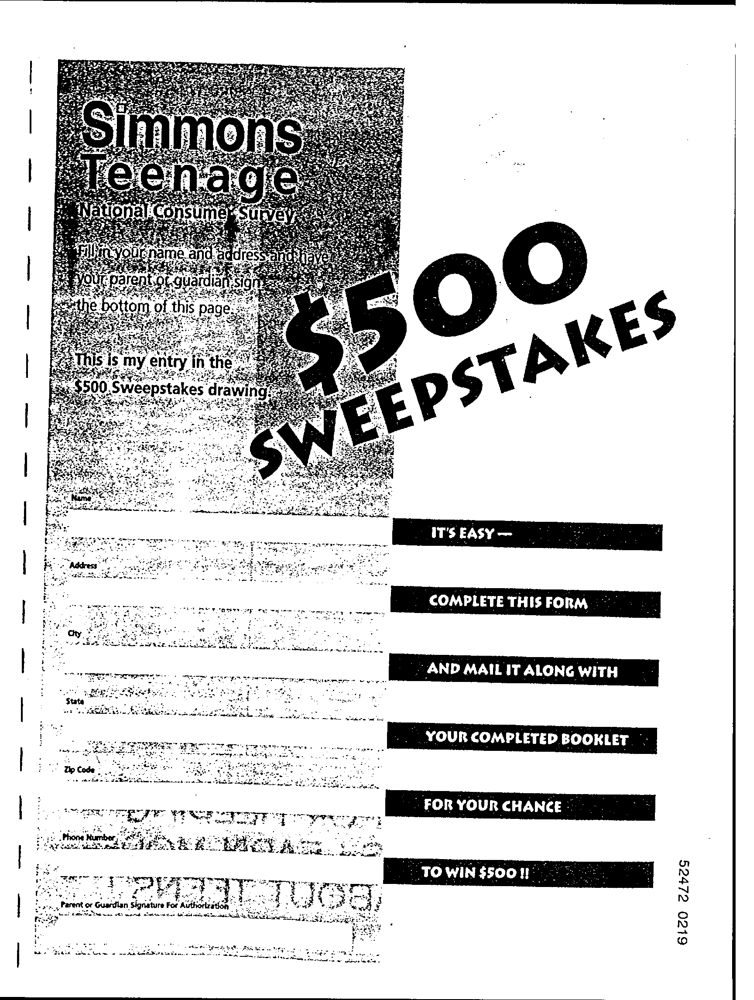 Simmons
Teenage
National Consumer Survey
Fill in your name and address and have
your parent or guardian sign
the bottom of this page.
This is my entry in the
$500 Sweepstakes drawing.
$500
SWEEPSTAKES
Name
IT'S EASY —
Address
COMPLETE THIS FORM
City
AND MAIL IT ALONG WITH
State
YOUR COMPLETED BOOKLET
Zip Code
FOR YOUR CHANCE
Phone Number
TO WIN $500 !!
ABOUT TEENS !
Parent or Guardian Signature For Authorization
52472 0219